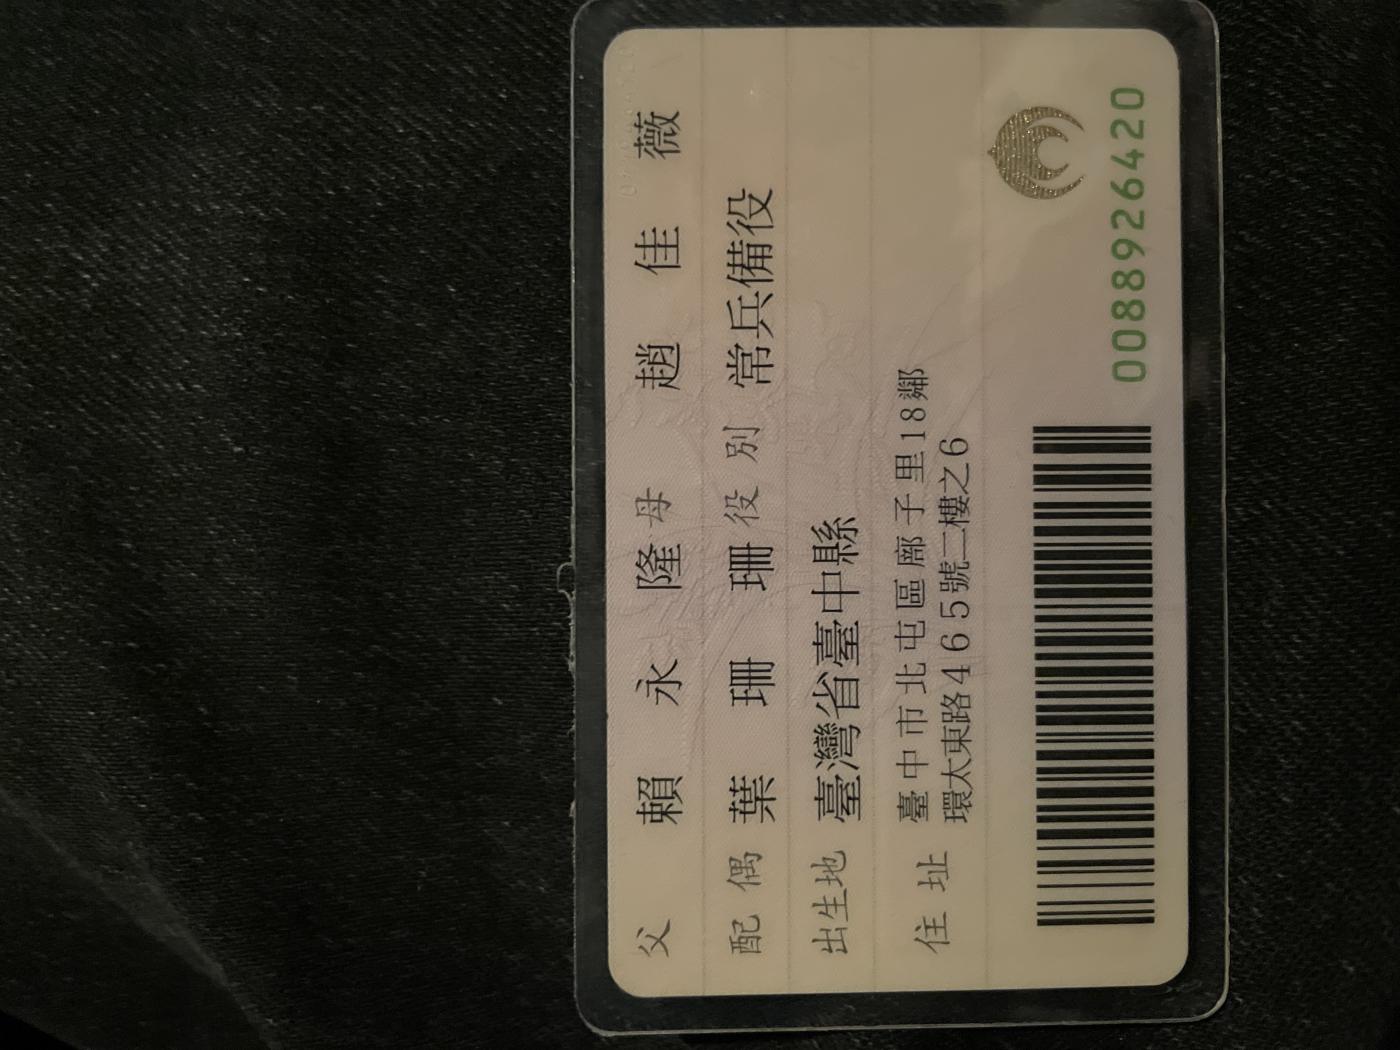 父 賴永隆 母 趙佳薇
配偶 葉珊珊 役別 常兵備役
出生地 臺灣省臺中縣
住址 臺中市北屯區廍子里18鄰
環太東路465號二樓之6
0088926420